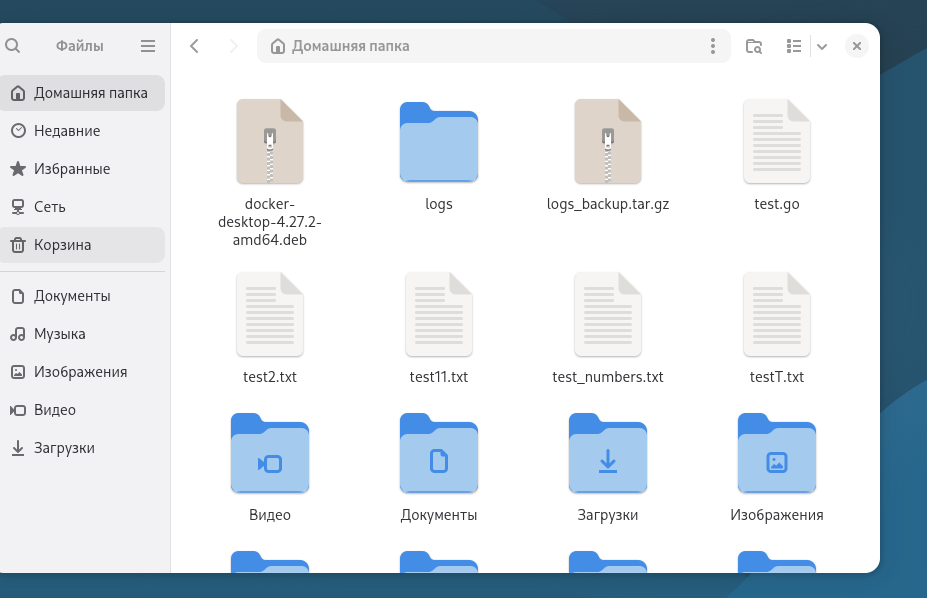 Файлы
Домашняя папка
Домашняя папка
Недавние
Избранные
Сеть
Корзина
Документы
Музыка
Изображения
Видео
Загрузки
docker-
desktop-4.27.2-
amd64.deb
logs
logs_backup.tar.gz
test.go
test2.txt
test11.txt
test_numbers.txt
testT.txt
Видео
Документы
Загрузки
Изображения